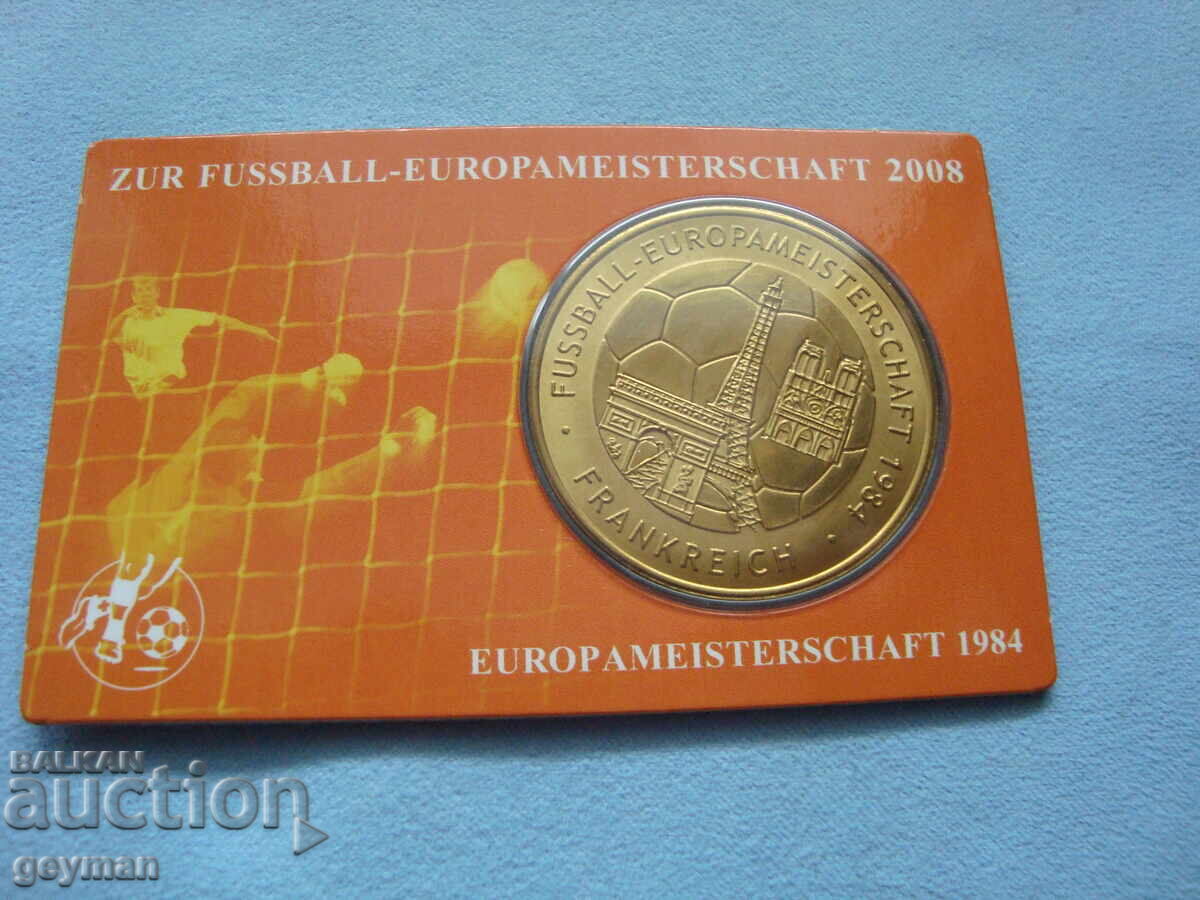 ZUR FUSSBALL-EUROPAMEISTERSCHAFT 2008
• FUSSBALL-EUROPAMEISTERSCHAFT 1984 •
FRANKREICH
EUROPAMEISTERSCHAFT 1984
BALKAN
auction
geyman